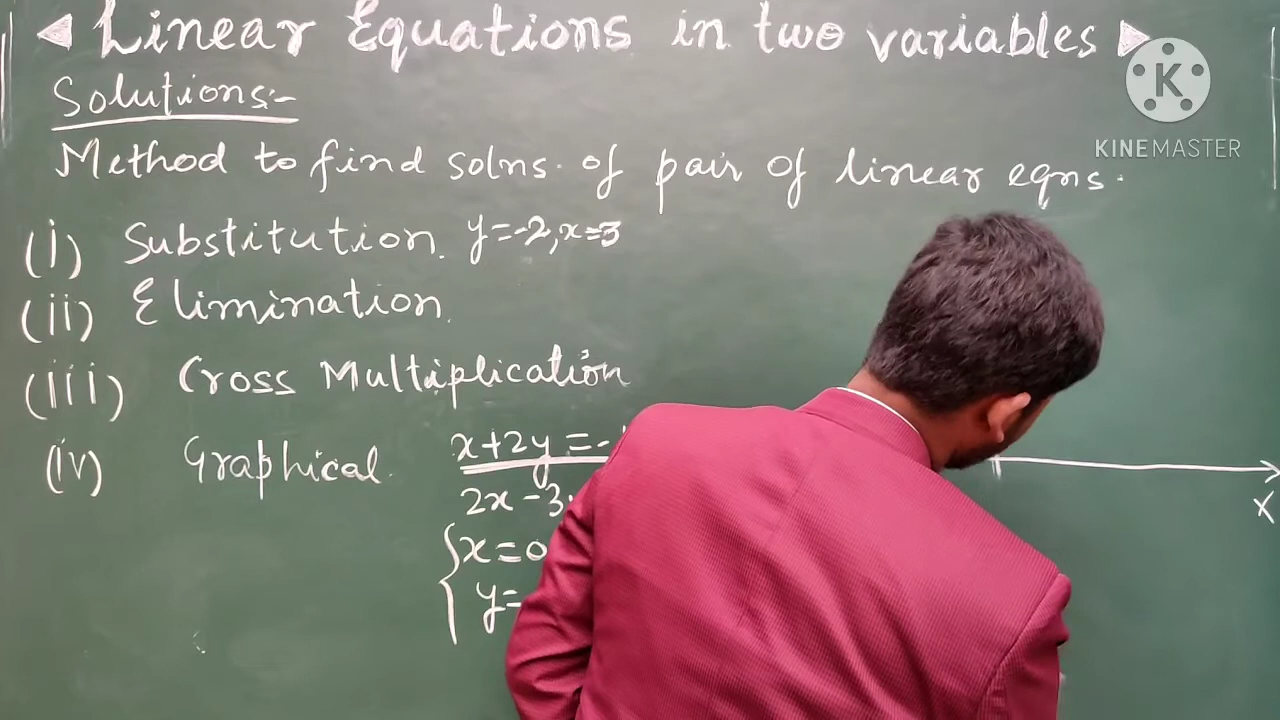 Linear Equations in two variables
K
Solutions:-
KINEMASTER
Method to find solns. of pair of linear eqns.
(i) Substitution. y=-2, x=3
(ii) Elimination.
(iii) Cross Multiplication
(iv) Graphical. x+2y=-
2x-3
x=0
y=
X